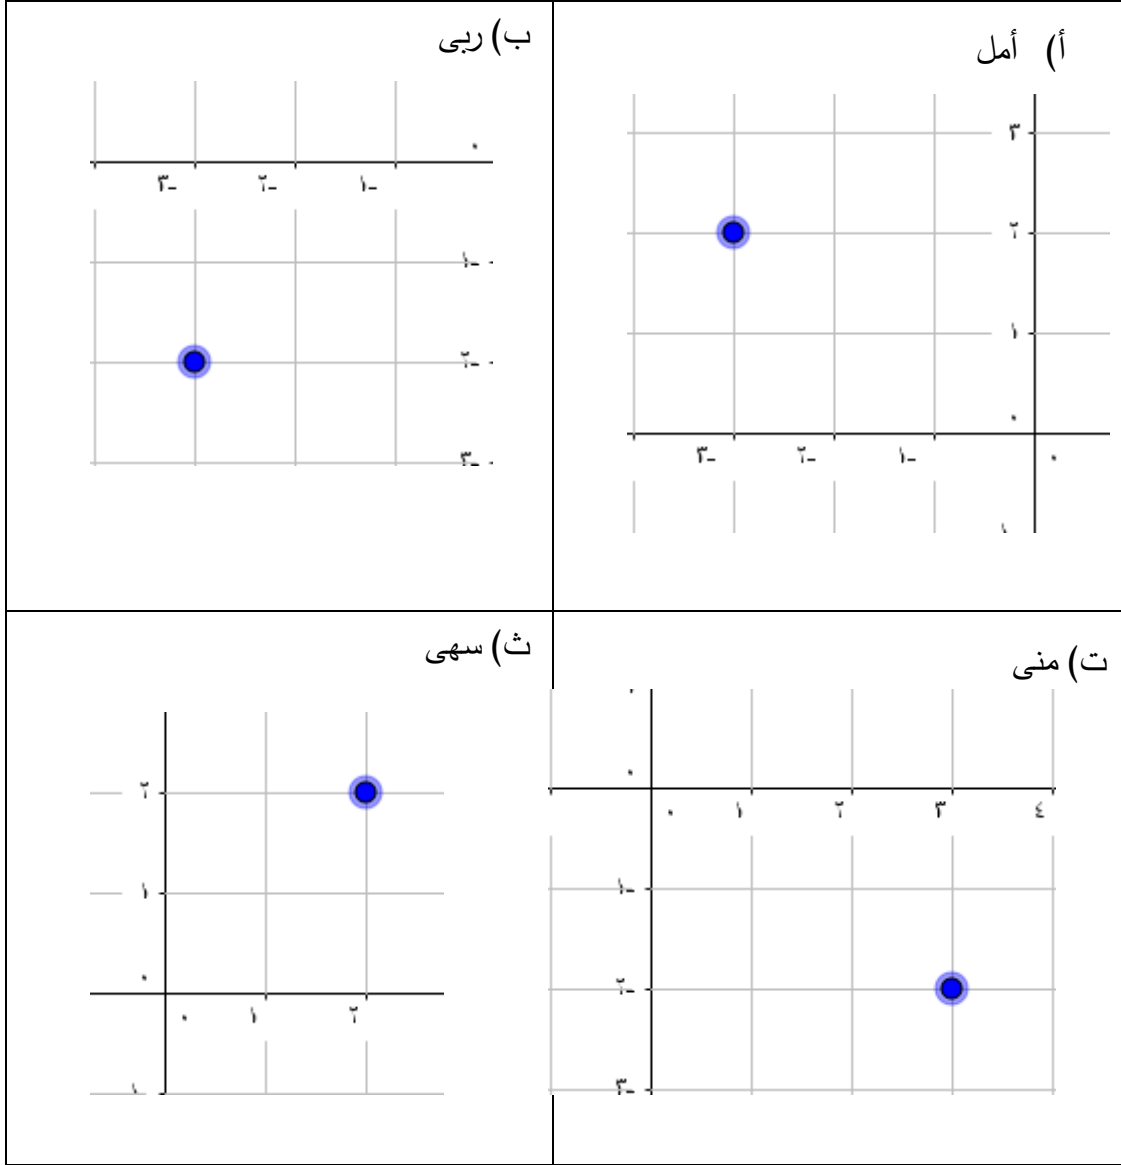 أ) أمل
٣
٢
١
٠
-٣ -٢ -١ ٠
ب) ربى
٠
-٣ -٢ -١
-١
-٢
-٣
ت) منى
٠
٠ ١ ٢ ٣ ٤
-١
-٢
-٣
ث) سهى
٢
١
٠
٠ ١ ٢